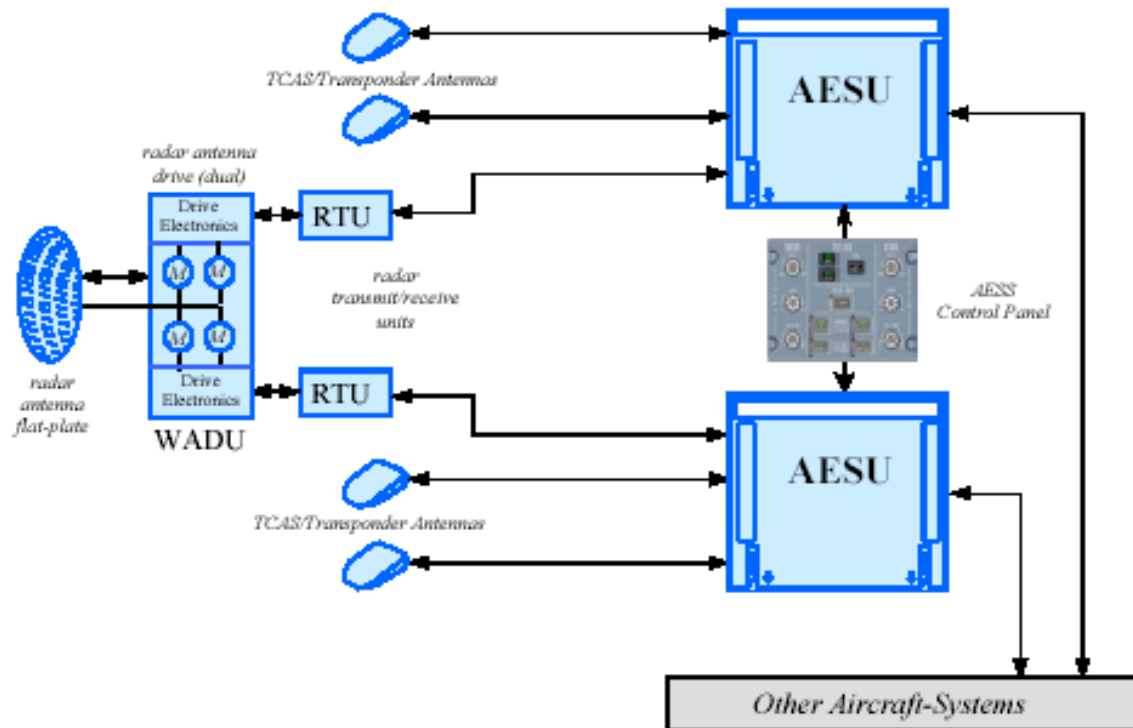 TCAS/Transponder Antennas
AESU
radar antenna
drive (dual)
Drive
Electronics
RTU
M
M
radar
transmit/receive
units
AESS
Control Panel
M
M
radar
antenna
flat-plate
Drive
Electronics
RTU
WADU
AESU
TCAS/Transponder Antennas
Other Aircraft-Systems